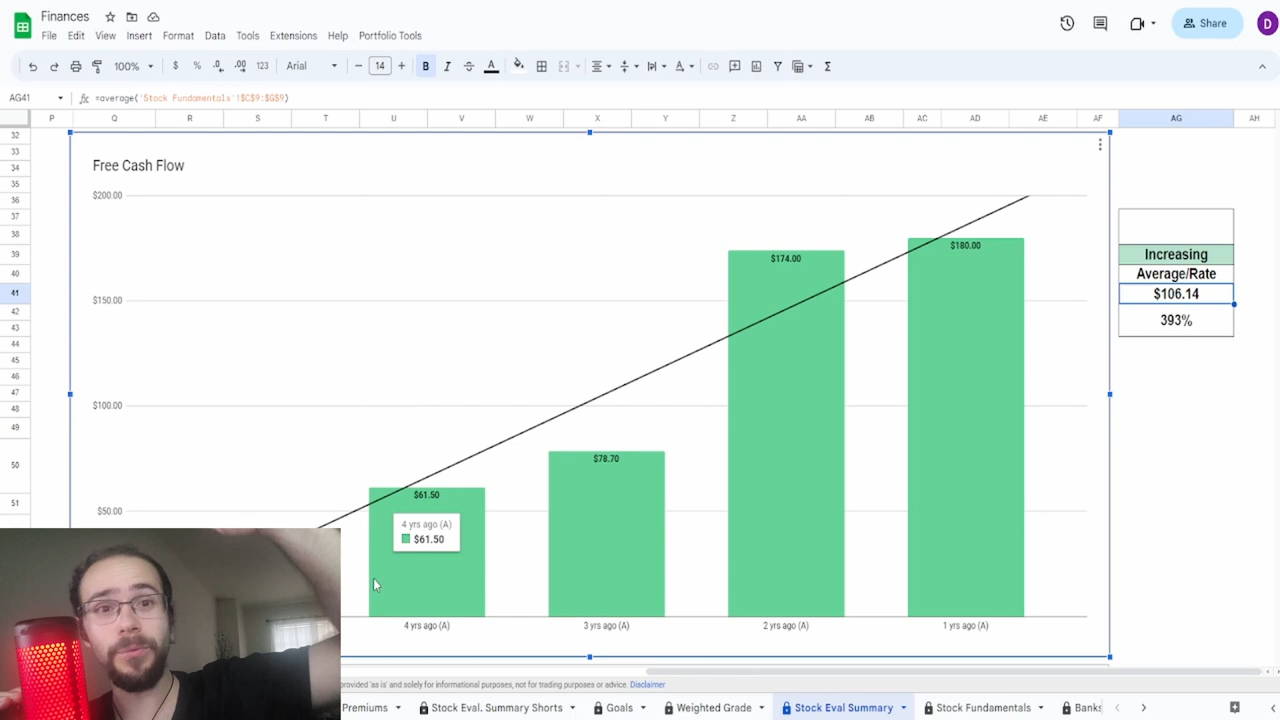 Finances
File Edit View Insert Format Data Tools Extensions Help Portfolio Tools
Share
D
100% $ % .0 .00 123 Arial 14 B I A
AG41 fx =average('Stock Fundamentals'!$C$9:$G$9)
P Q R S T U V W X Y Z AA AB AC AD AE AF AG AH
32
33
34
35
36
37
38
39
40
41
42
43
44
45
46
47
48
49
50
51
Free Cash Flow
$200.00
$150.00
$100.00
$50.00
$61.50
$78.70
$174.00
$180.00
4 yrs ago (A)
$61.50
4 yrs ago (A) 3 yrs ago (A) 2 yrs ago (A) 1 yrs ago (A)
Increasing
Average/Rate
$106.14
393%
provided 'as is' and solely for informational purposes, not for trading purposes or advice. Disclaimer
Premiums Stock Eval. Summary Shorts Goals Weighted Grade Stock Eval Summary Stock Fundamentals Banks